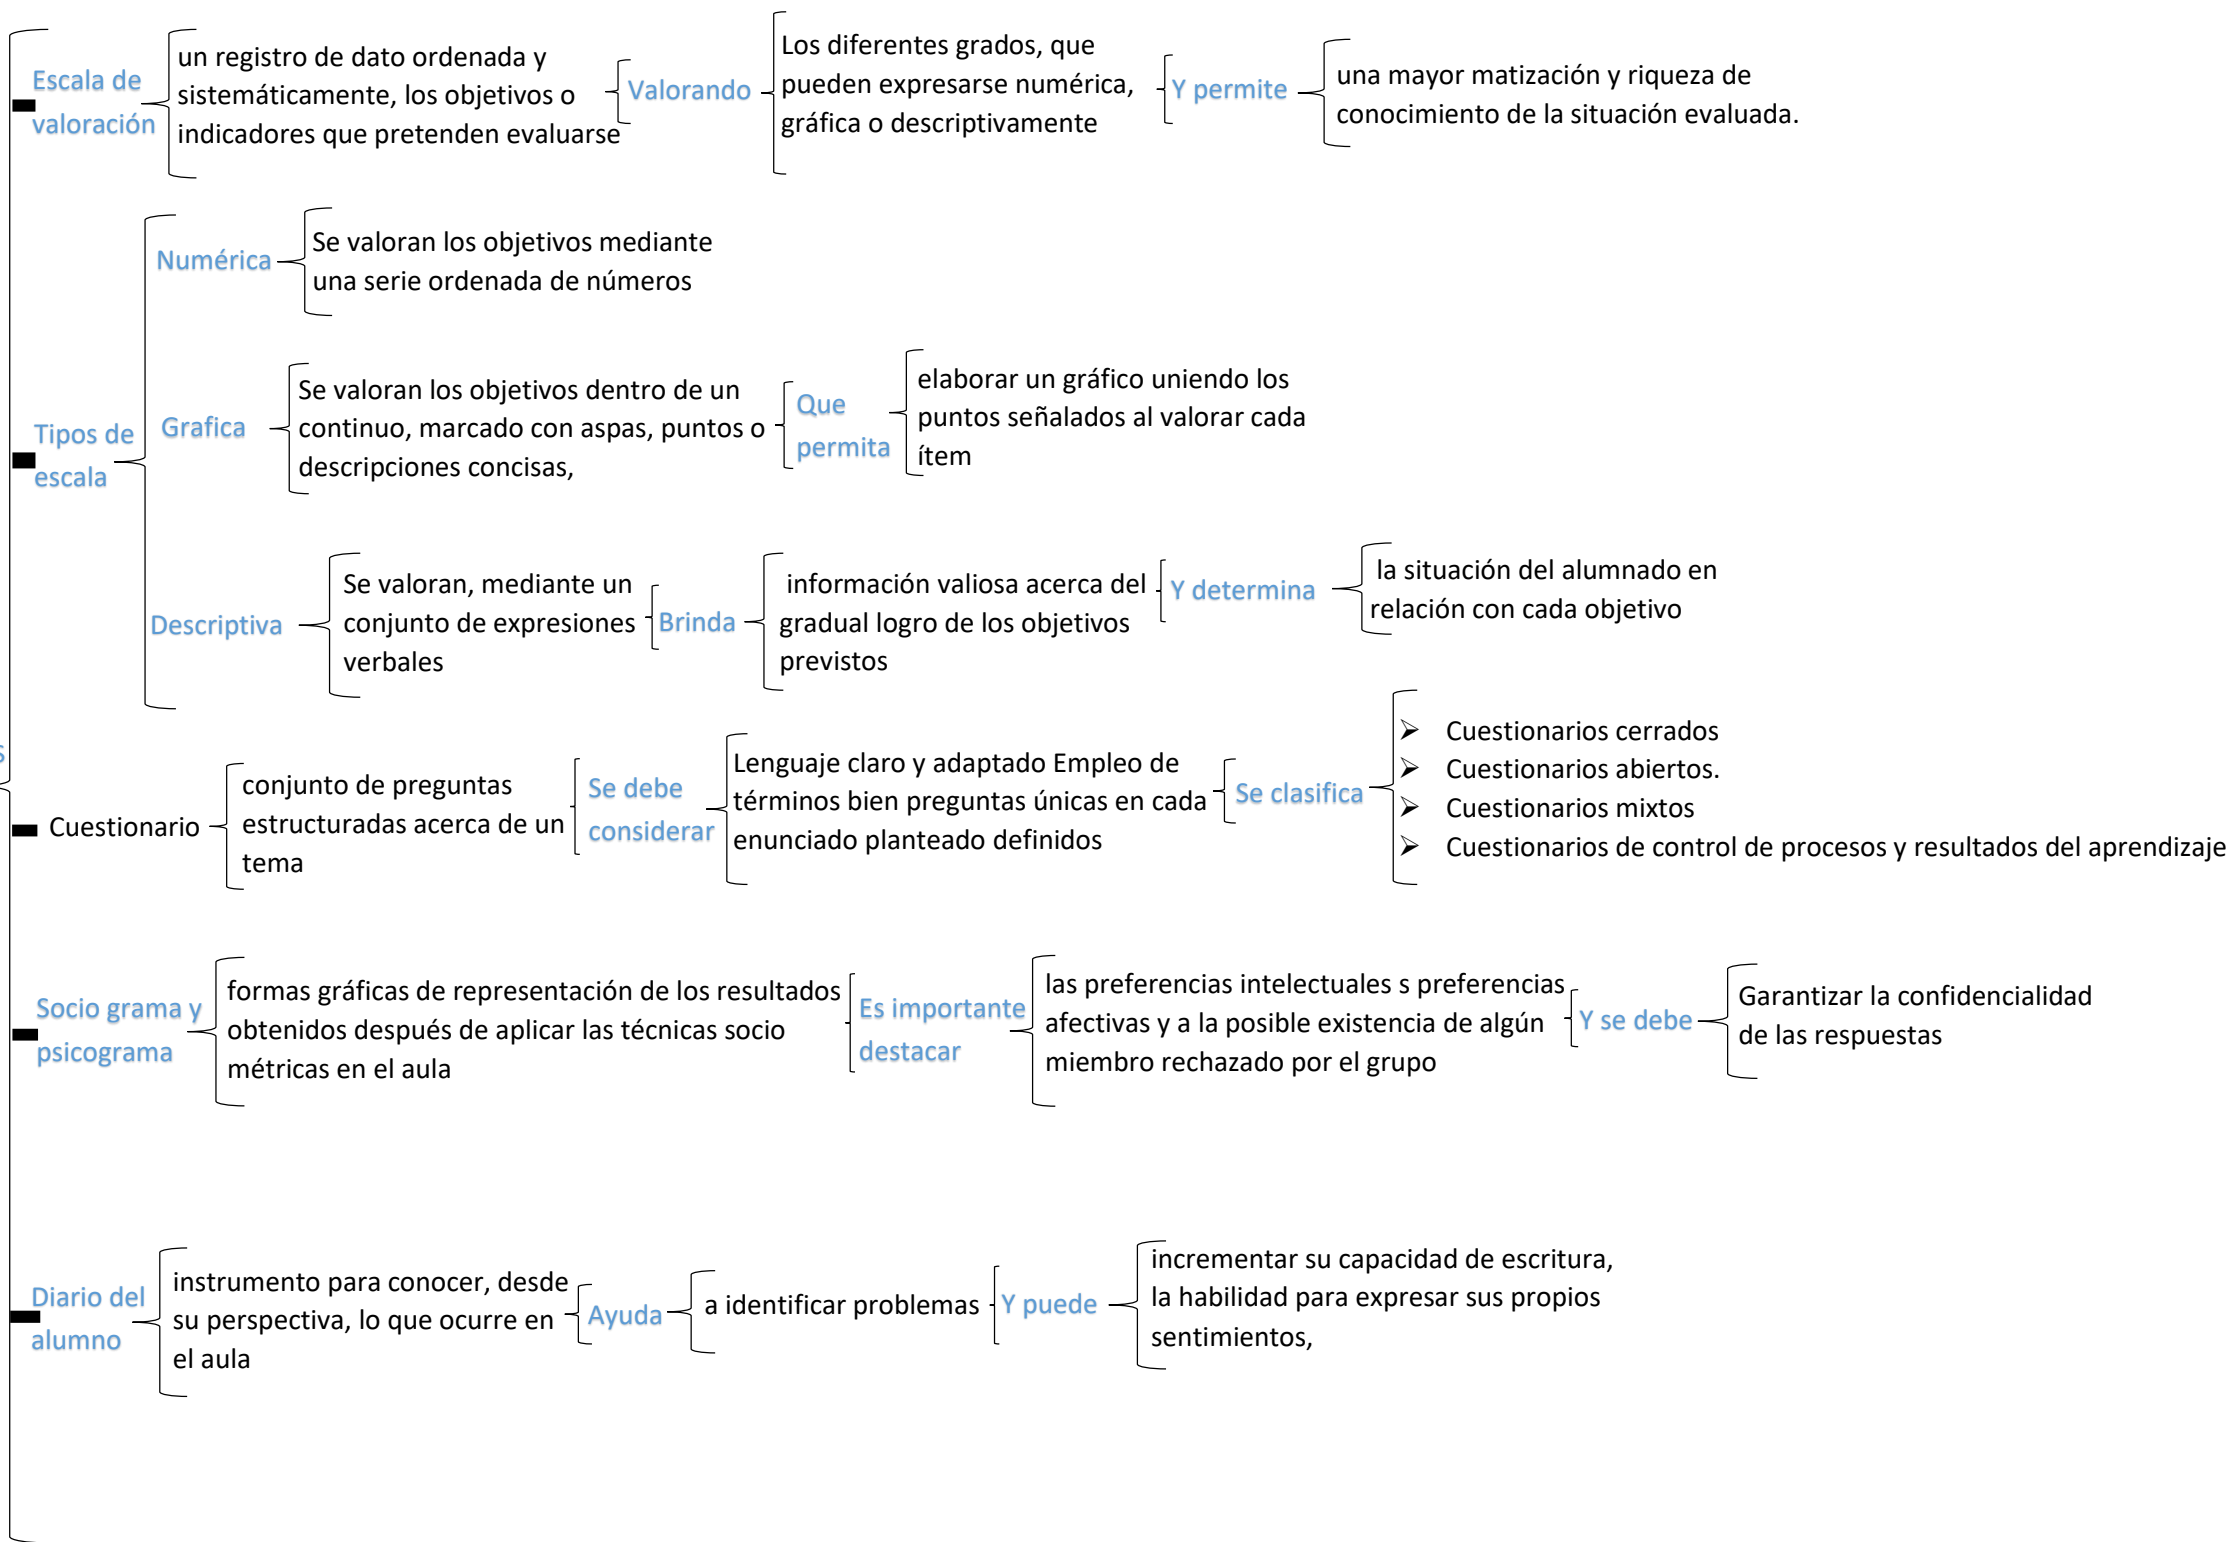 Escala de
valoración
un registro de dato ordenada y
sistemáticamente, los objetivos o
indicadores que pretenden evaluarse
Valorando
Los diferentes grados, que
pueden expresarse numérica,
gráfica o descriptivamente
Y permite
una mayor matización y riqueza de
conocimiento de la situación evaluada.
Tipos de
escala
Numérica
Se valoran los objetivos mediante
una serie ordenada de números
Grafica
Se valoran los objetivos dentro de un
continuo, marcado con aspas, puntos o
descripciones concisas,
Que
permita
elaborar un gráfico uniendo los
puntos señalados al valorar cada
ítem
Descriptiva
Se valoran, mediante un
conjunto de expresiones
verbales
Brinda
información valiosa acerca del
gradual logro de los objetivos
previstos
Y determina
la situación del alumnado en
relación con cada objetivo
Cuestionario
conjunto de preguntas
estructuradas acerca de un
tema
Se debe
considerar
Lenguaje claro y adaptado Empleo de
términos bien preguntas únicas en cada
enunciado planteado definidos
Se clasifica
➢ Cuestionarios cerrados
➢ Cuestionarios abiertos.
➢ Cuestionarios mixtos
➢ Cuestionarios de control de procesos y resultados del aprendizaje
Socio grama y
psicograma
formas gráficas de representación de los resultados
obtenidos después de aplicar las técnicas socio
métricas en el aula
Es importante
destacar
las preferencias intelectuales s preferencias
afectivas y a la posible existencia de algún
miembro rechazado por el grupo
Y se debe
Garantizar la confidencialidad
de las respuestas
Diario del
alumno
instrumento para conocer, desde
su perspectiva, lo que ocurre en
el aula
Ayuda
a identificar problemas
Y puede
incrementar su capacidad de escritura,
la habilidad para expresar sus propios
sentimientos,